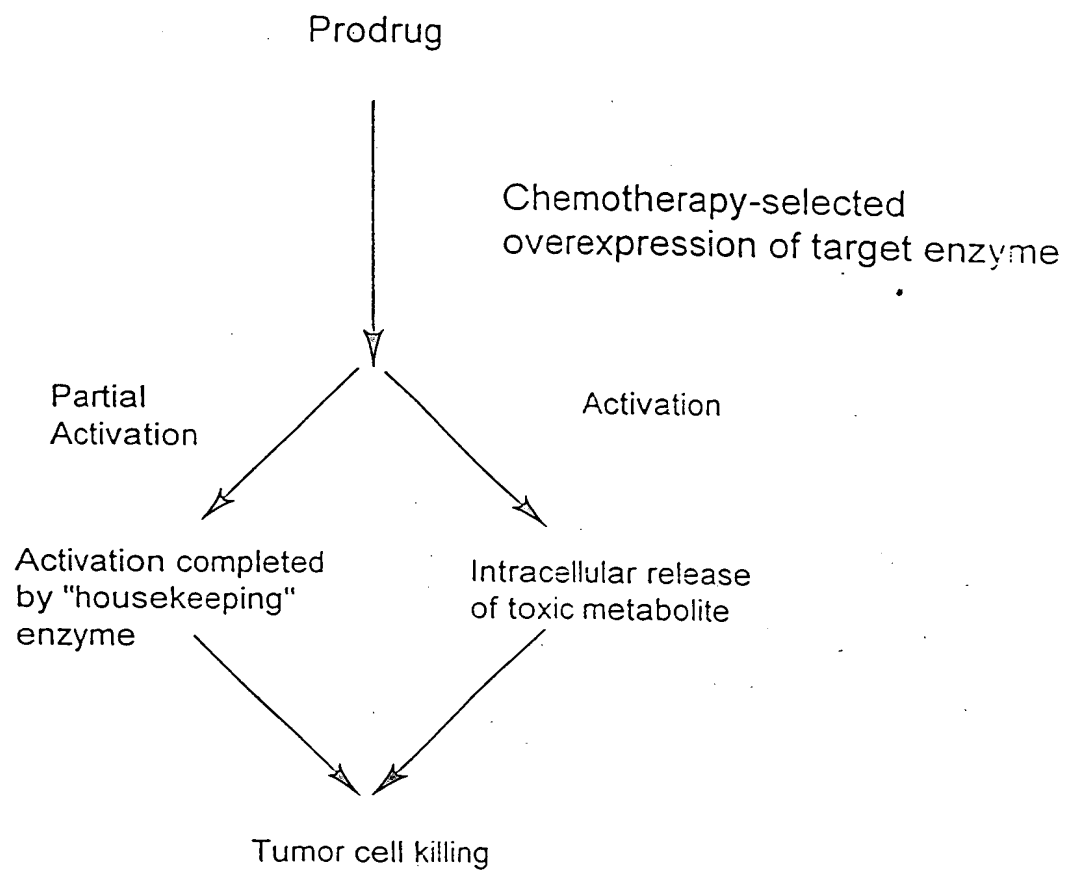 Prodrug
Chemotherapy-selected
overexpression of target enzyme
Partial
Activation
Activation
Activation completed
by "housekeeping"
enzyme
Intracellular release
of toxic metabolite
Tumor cell killing